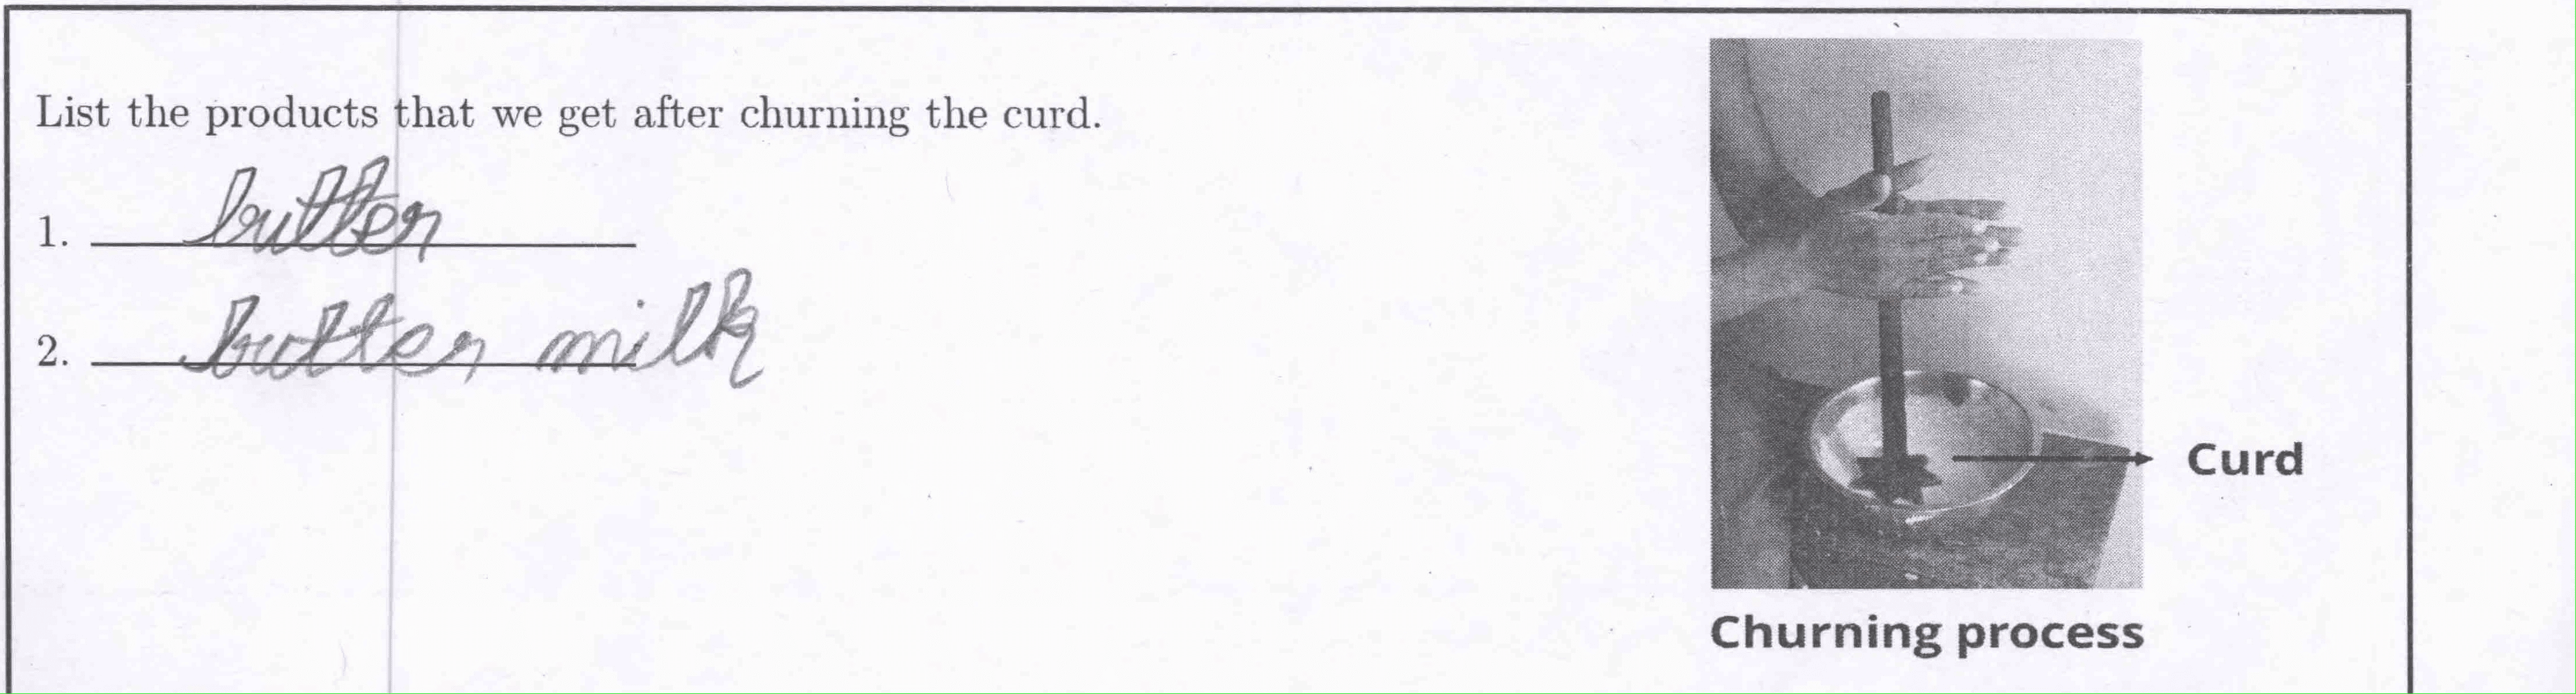 List the products that we get after churning the curd.
1. butter
2. butter milk
Curd
Churning process